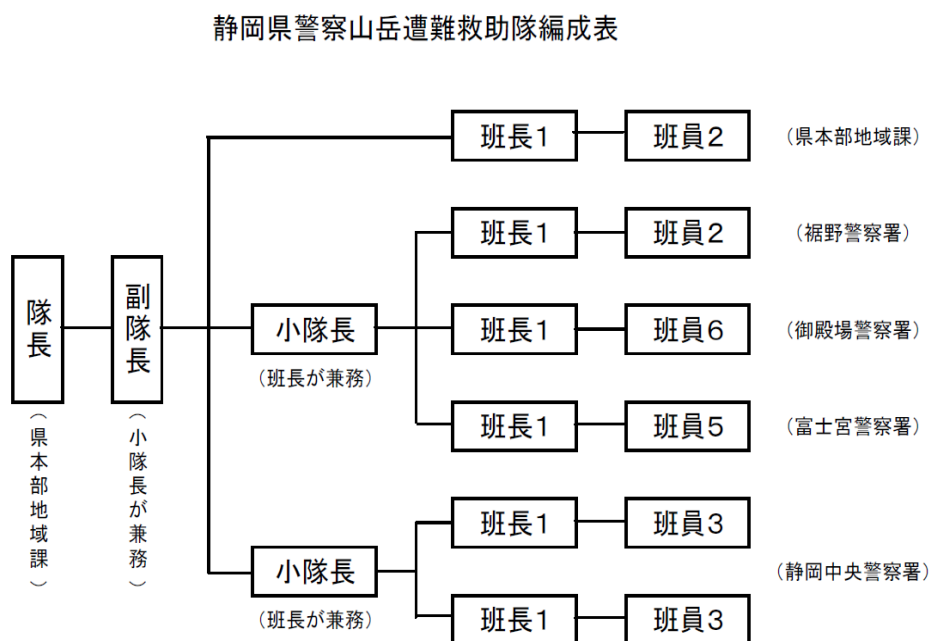 静岡県警察山岳遭難救助隊編成表
班長1 班員2 （県本部地域課）
班長1 班員2 （裾野警察署）
隊長
（県本部地域課）
副隊長
（小隊長が兼務）
小隊長
（班長が兼務）
班長1 班員6 （御殿場警察署）
班長1 班員5 （富士宮警察署）
小隊長
（班長が兼務）
班長1 班員3
（静岡中央警察署）
班長1 班員3